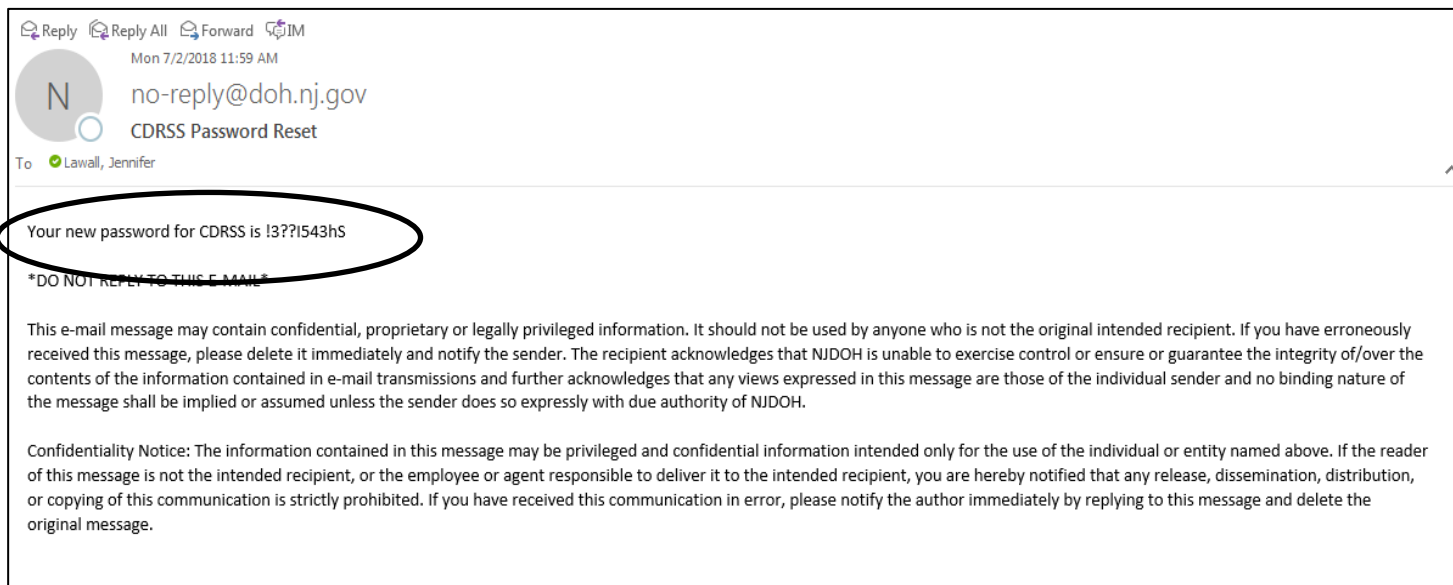 Reply Reply All Forward IM
Mon 7/2/2018 11:59 AM
N
no-reply@doh.nj.gov
CDRSS Password Reset
To Lawall, Jennifer
Your new password for CDRSS is !3??I543hS
*DO NOT REPLY TO THIS E-MAIL*
This e-mail message may contain confidential, proprietary or legally privileged information. It should not be used by anyone who is not the original intended recipient. If you have erroneously
received this message, please delete it immediately and notify the sender. The recipient acknowledges that NJDOH is unable to exercise control or ensure or guarantee the integrity of/over the
contents of the information contained in e-mail transmissions and further acknowledges that any views expressed in this message are those of the individual sender and no binding nature of
the message shall be implied or assumed unless the sender does so expressly with due authority of NJDOH.
Confidentiality Notice: The information contained in this message may be privileged and confidential information intended only for the use of the individual or entity named above. If the reader
of this message is not the intended recipient, or the employee or agent responsible to deliver it to the intended recipient, you are hereby notified that any release, dissemination, distribution,
or copying of this communication is strictly prohibited. If you have received this communication in error, please notify the author immediately by replying to this message and delete the
original message.